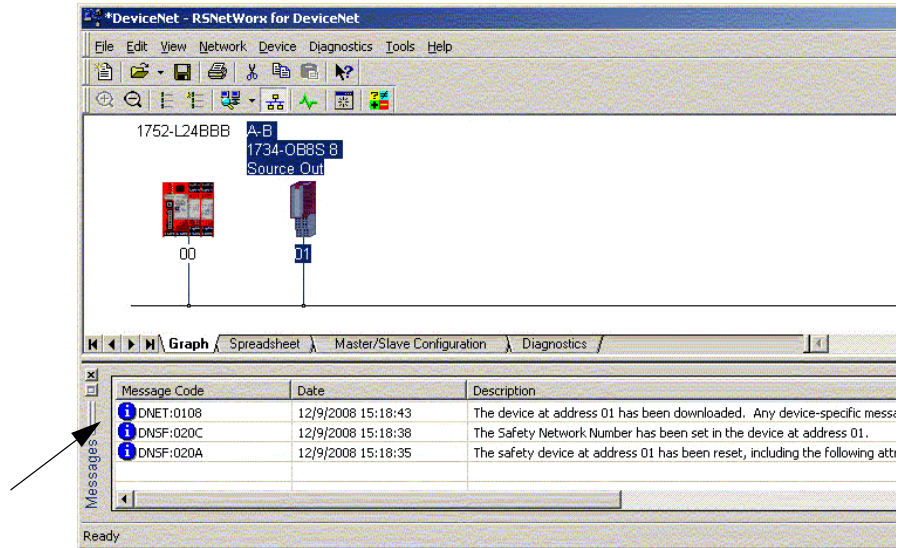 *DeviceNet - RSNetWorx for DeviceNet
File Edit View Network Device Diagnostics Tools Help
1752-L24BBB
A-B
1734-OB8S 8
Source Out
00
01
Graph Spreadsheet Master/Slave Configuration Diagnostics
Messages
Message Code Date Description
DNET:0108 12/9/2008 15:18:43 The device at address 01 has been downloaded. Any device-specific messa
DNSF:020C 12/9/2008 15:18:38 The Safety Network Number has been set in the device at address 01.
DNSF:020A 12/9/2008 15:18:35 The safety device at address 01 has been reset, including the following attr
Ready